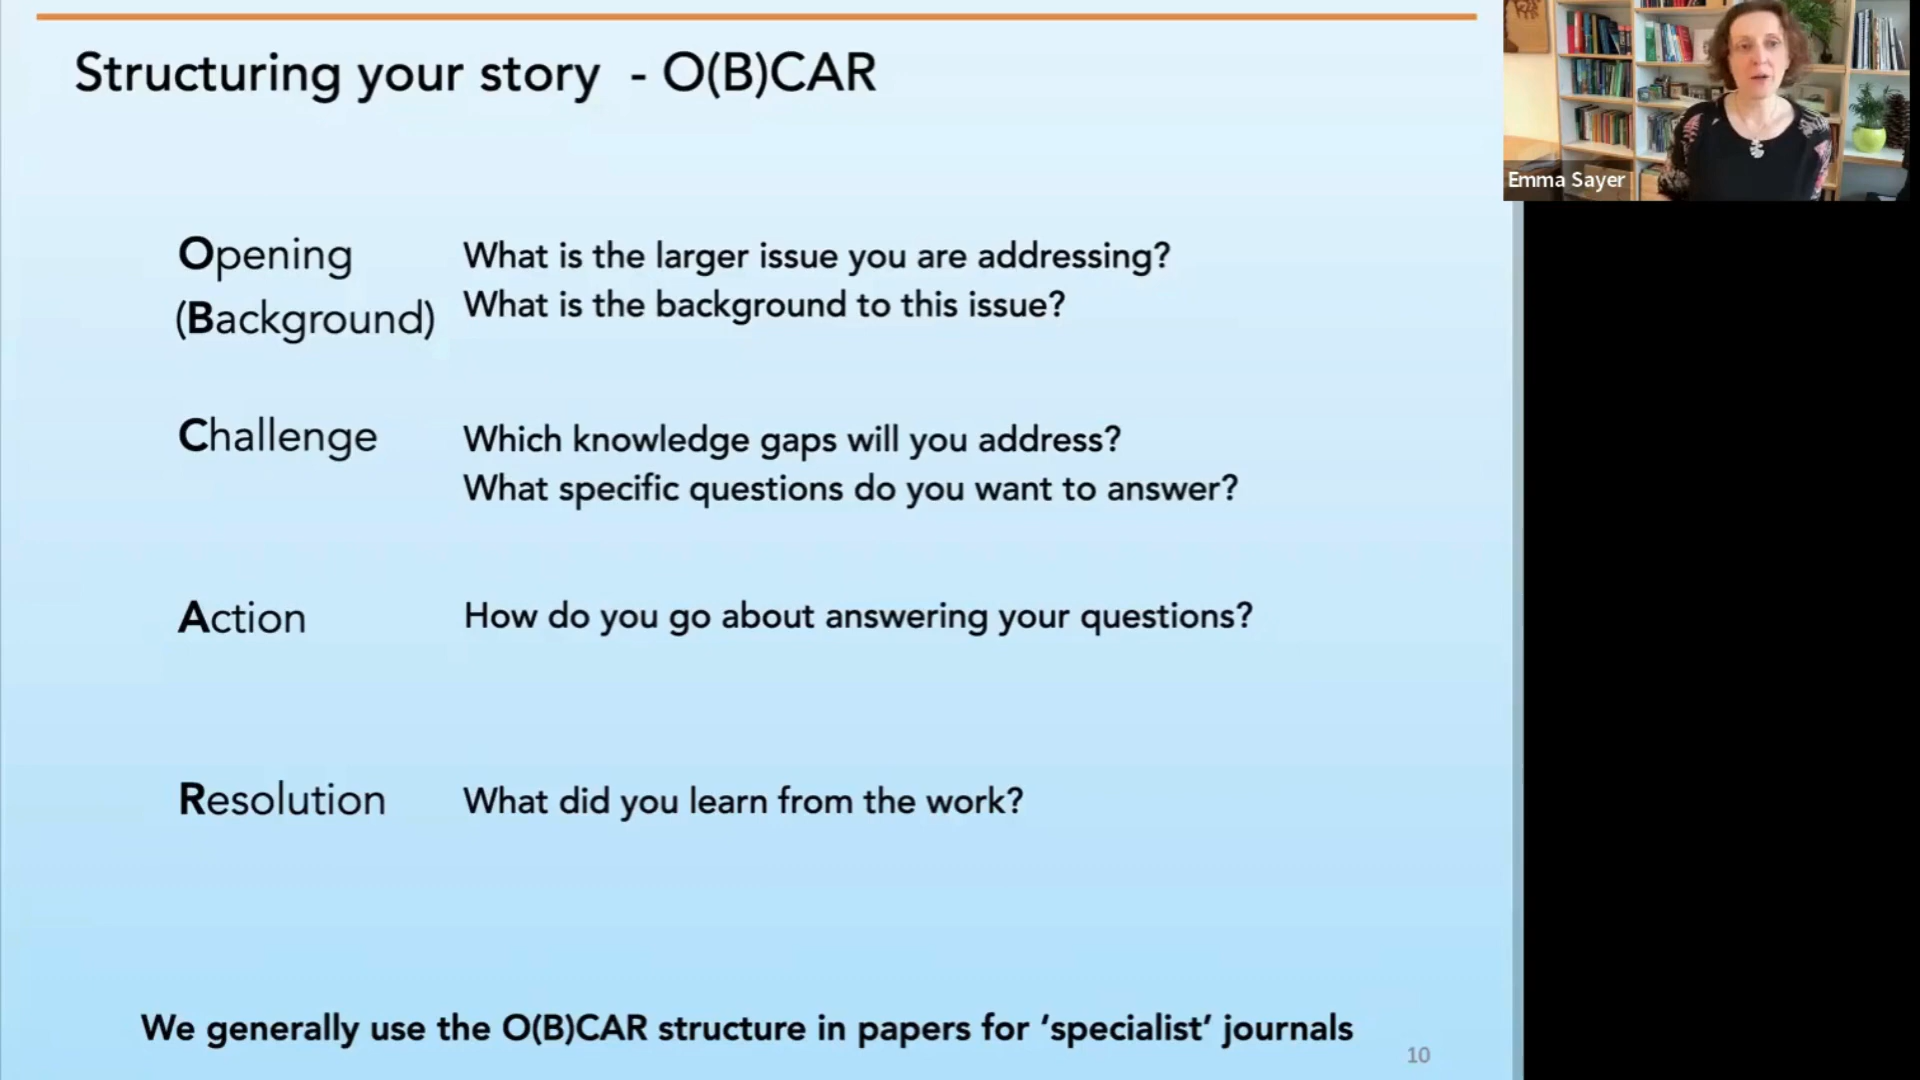 Structuring your story - O(B)CAR
Emma Sayer
Opening What is the larger issue you are addressing?
(Background) What is the background to this issue?
Challenge Which knowledge gaps will you address?
What specific questions do you want to answer?
Action How do you go about answering your questions?
Resolution What did you learn from the work?
We generally use the O(B)CAR structure in papers for ‘specialist’ journals
10